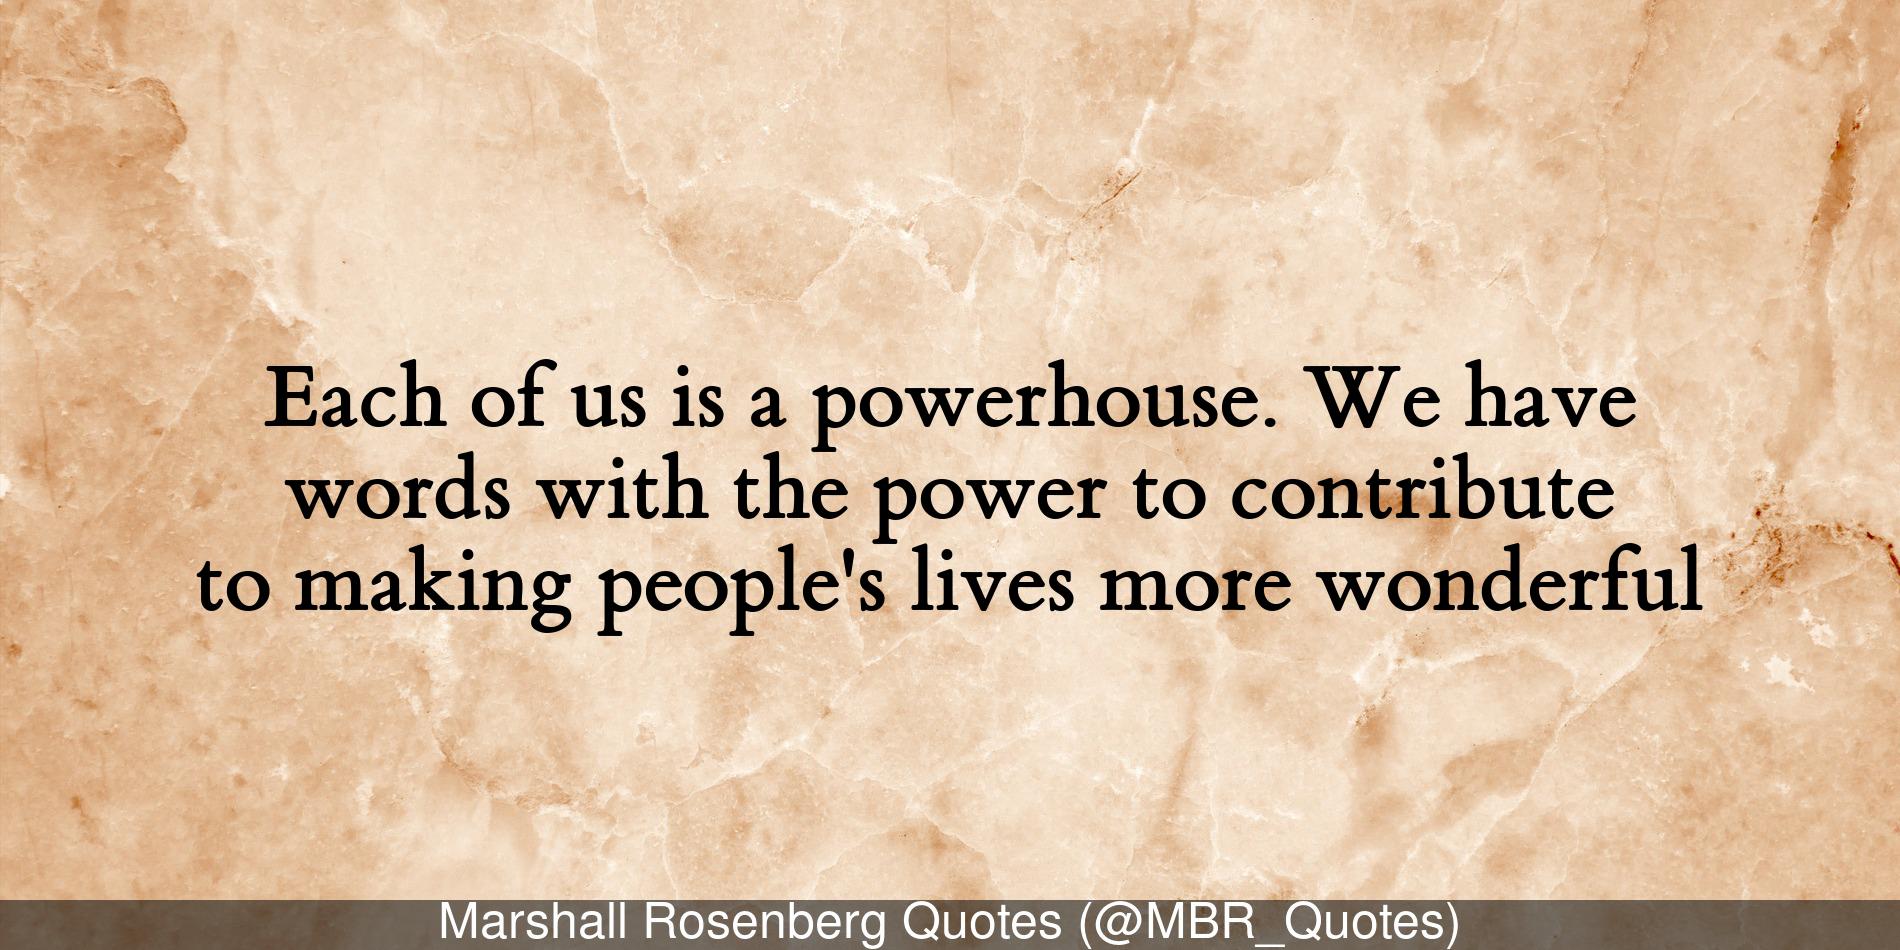 Each of us is a powerhouse. We have
words with the power to contribute
to making people's lives more wonderful
Marshall Rosenberg Quotes (@MBR_Quotes)